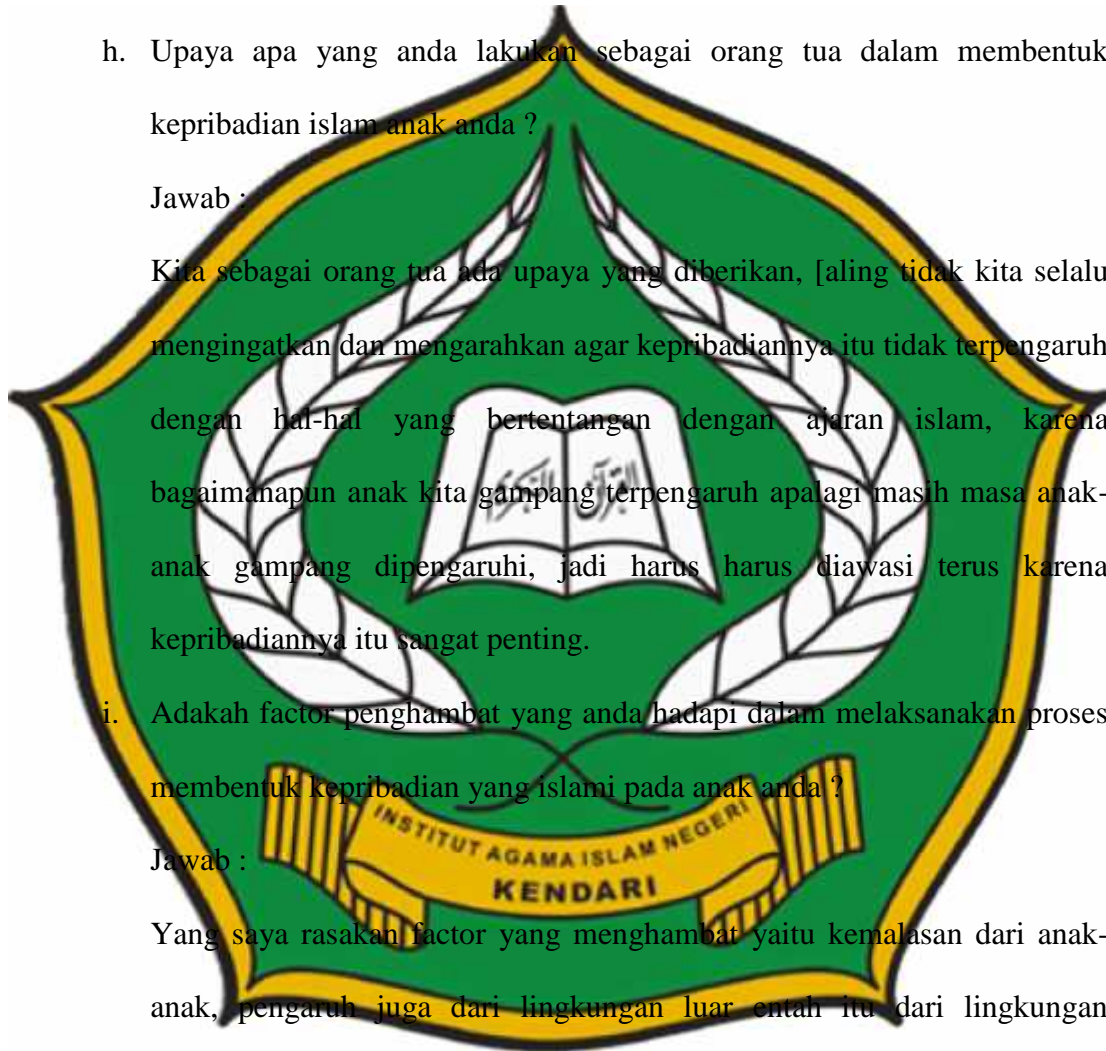 h. Upaya apa yang anda lakukan sebagai orang tua dalam membentuk
kepribadian islam anak anda ?
Jawab :
Kita sebagai orang tua ada upaya yang diberikan, [aling tidak kita selalu
mengingatkan dan mengarahkan agar kepribadiannya itu tidak terpengaruh
dengan hal-hal yang bertentangan dengan ajaran islam, karena
bagaimanapun anak kita gampang terpengaruh apalagi masih masa anak-
القرآن الكريم
anak gampang dipengaruhi, jadi harus harus diawasi terus karena
kepribadiannya itu sangat penting.
i. Adakah factor penghambat yang anda hadapi dalam melaksanakan proses
membentuk kepribadian yang islami pada anak anda ?
INSTITUT AGAMA ISLAM NEGERI
KENDARI
Jawab :
Yang saya rasakan factor yang menghambat yaitu kemalasan dari anak-
anak, pengaruh juga dari lingkungan luar entah itu dari lingkungan